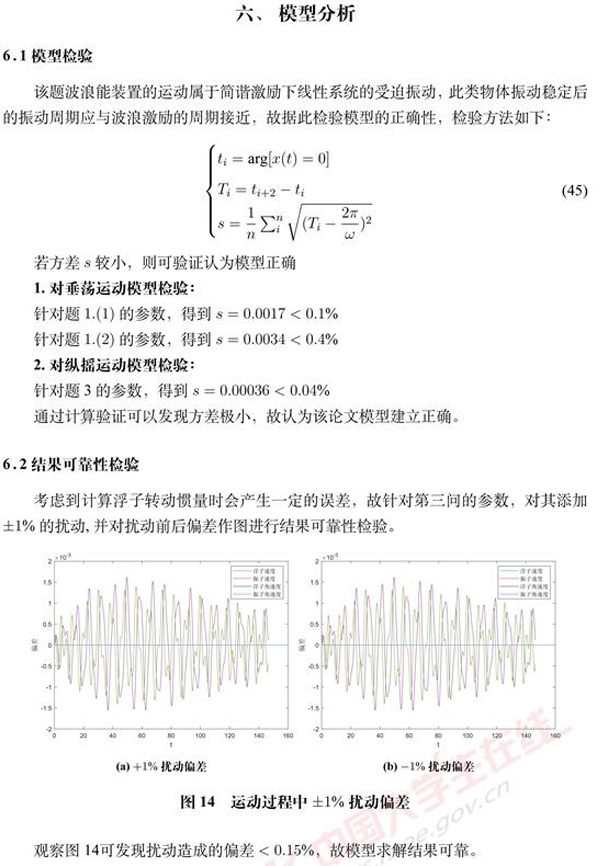 六、 模型分析
6.1 模型检验
该题波浪能装置的运动属于简谐激励下线性系统的受迫振动，此类物体振动稳定后
的振动周期应与波浪激励的周期接近，故据此检验模型的正确性，检验方法如下：
t_i = arg[x(t) = 0]
T_i = t_{i+2} − t_i (45)
s = \frac{1}{n} \sum_i^n \sqrt{(T_i − \frac{2π}{ω})^2}
若方差 s 较小，则可验证认为模型正确
1. 对垂荡运动模型检验：
针对题 1.(1) 的参数，得到 s = 0.0017 < 0.1%
针对题 1.(2) 的参数，得到 s = 0.0034 < 0.4%
2. 对纵摇运动模型检验：
针对题 3 的参数，得到 s = 0.00036 < 0.04%
通过计算验证可以发现方差极小，故认为该论文模型建立正确。
6.2 结果可靠性检验
考虑到计算浮子转动惯量时会产生一定的误差，故针对第三问的参数，对其添加
±1% 的扰动, 并对扰动前后偏差作图进行结果可靠性检验。
×10⁻³
2
1.5
1
0.5
0
-0.5
-1
-1.5
-2
偏差
0 20 40 60 80 100 120 140 160
t
浮子速度
振子速度
浮子角速度
振子角速度
(a) +1% 扰动偏差
×10⁻³
2
1.5
1
0.5
0
-0.5
-1
-1.5
-2
偏差
0 20 40 60 80 100 120 140 160
t
浮子速度
振子速度
浮子角速度
振子角速度
(b) −1% 扰动偏差
图 14 运动过程中 ±1% 扰动偏差
观察图 14可发现扰动造成的偏差 < 0.15%，故模型求解结果可靠。
中国大学生在线
.gov.cn